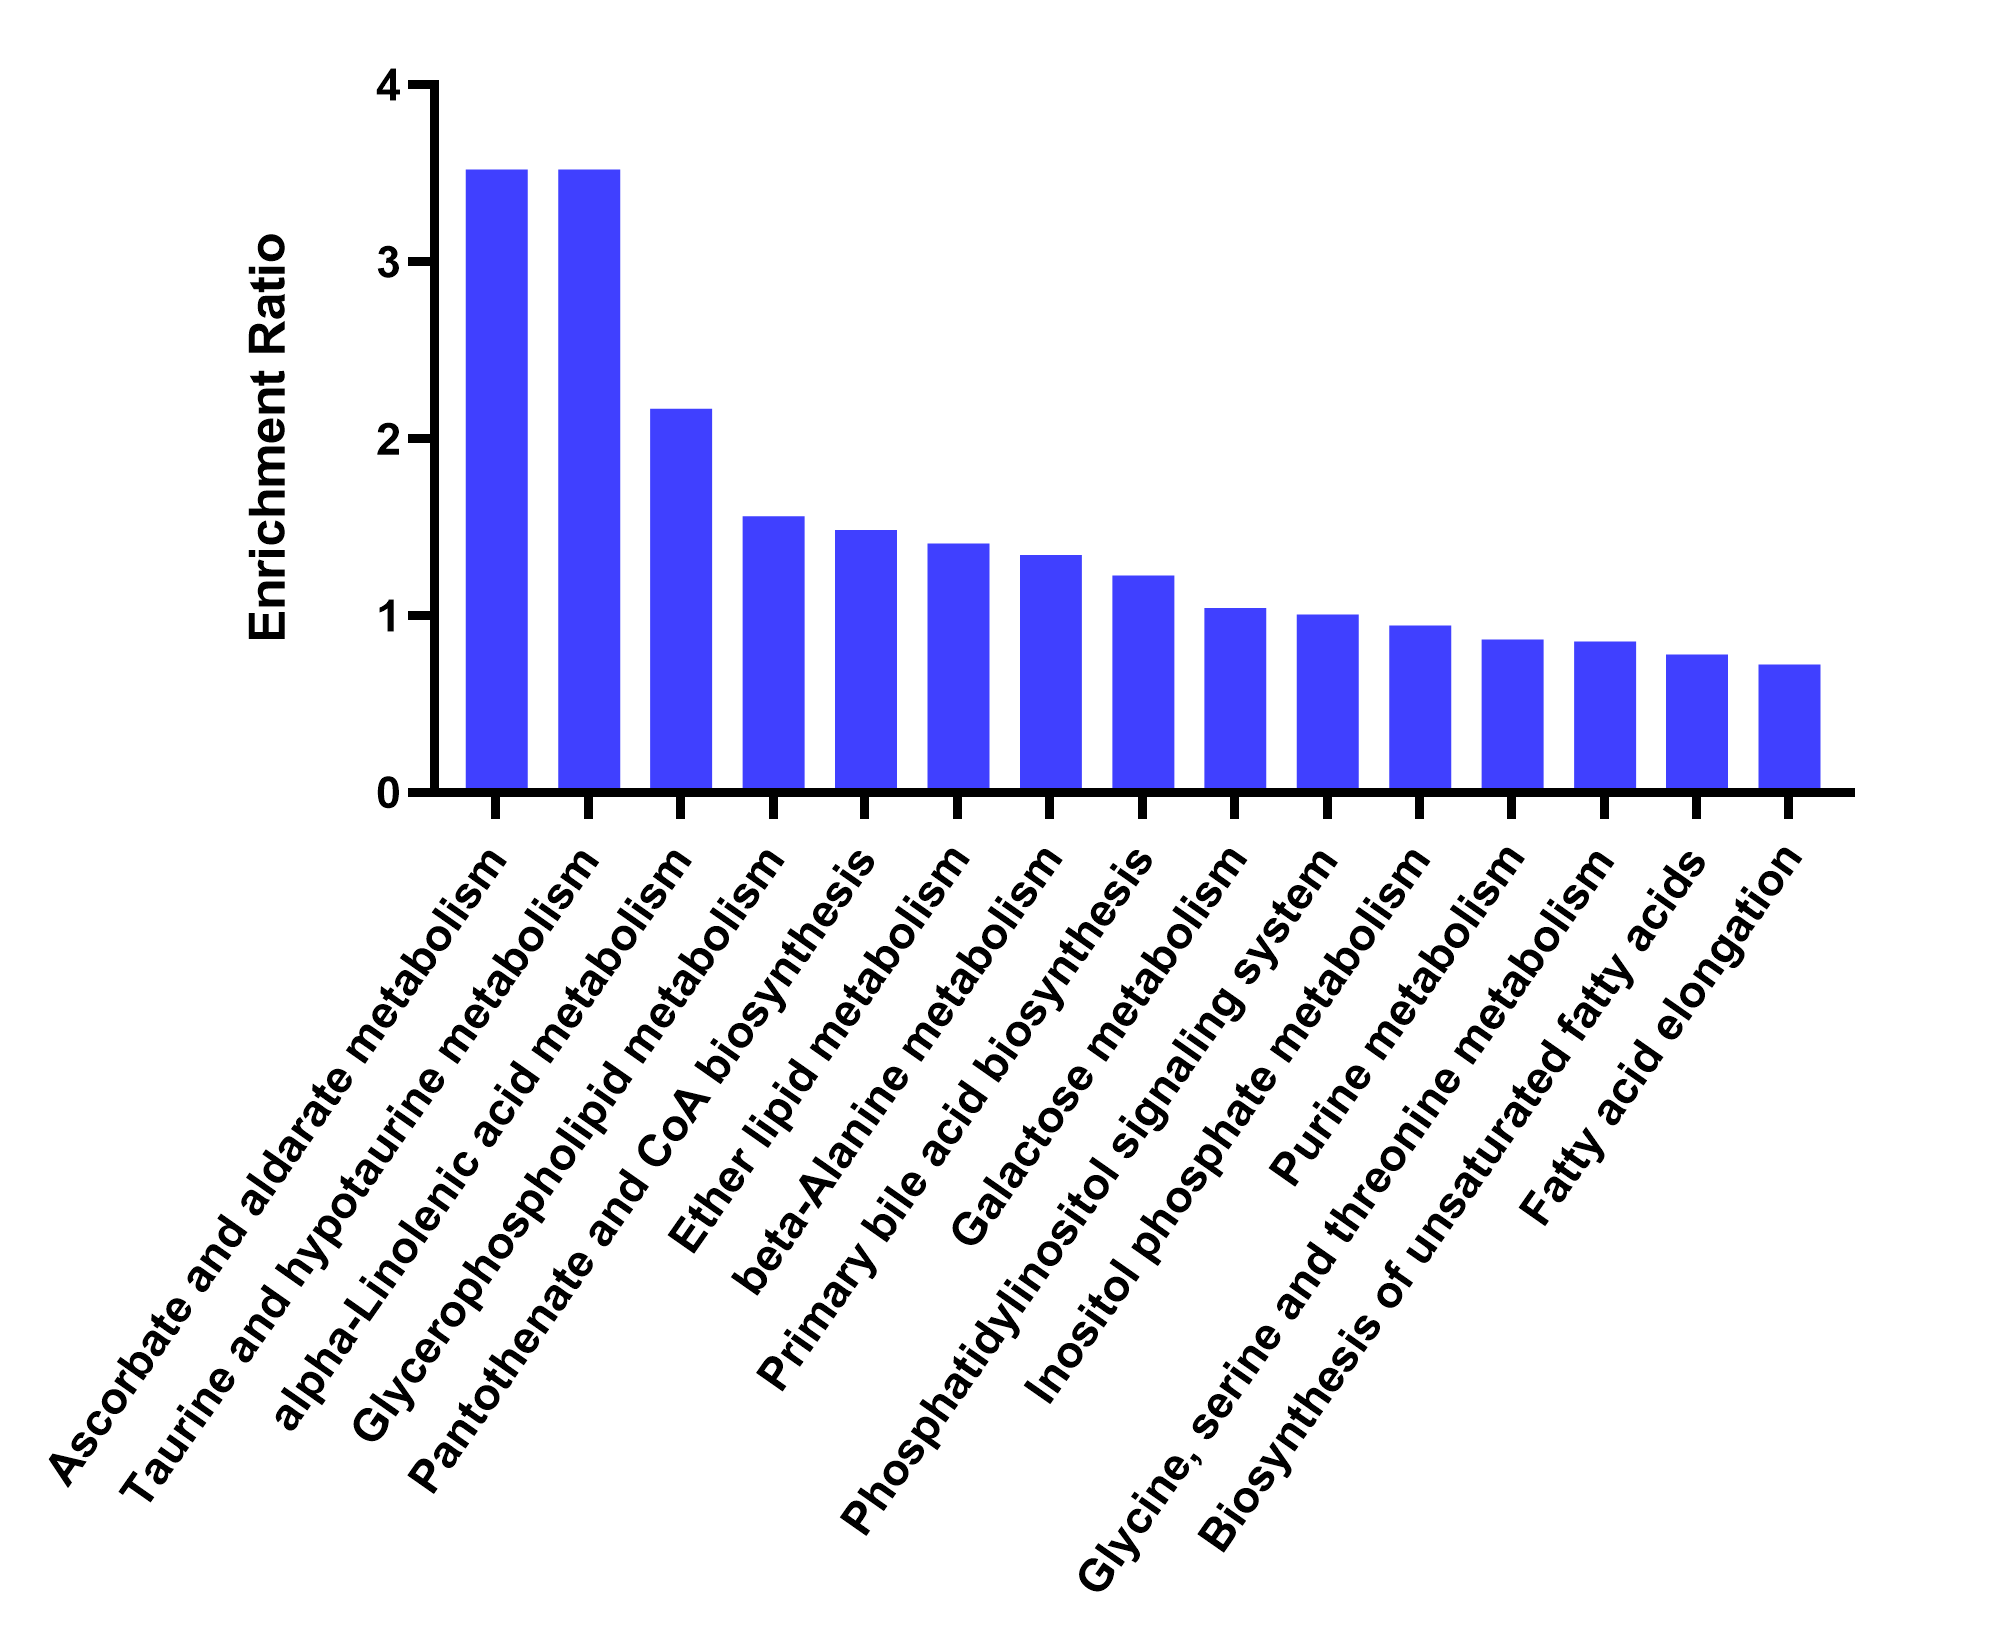 Enrichment Ratio
4
3
2
1
0
Ascorbate and aldarate metabolism
Taurine and hypotaurine metabolism
alpha-Linolenic acid metabolism
Glycerophospholipid metabolism
Pantothenate and CoA biosynthesis
Ether lipid metabolism
beta-Alanine metabolism
Primary bile acid biosynthesis
Galactose metabolism
Phosphatidylinositol signaling system
Inositol phosphate metabolism
Purine metabolism
Glycine, serine and threonine metabolism
Biosynthesis of unsaturated fatty acids
Fatty acid elongation